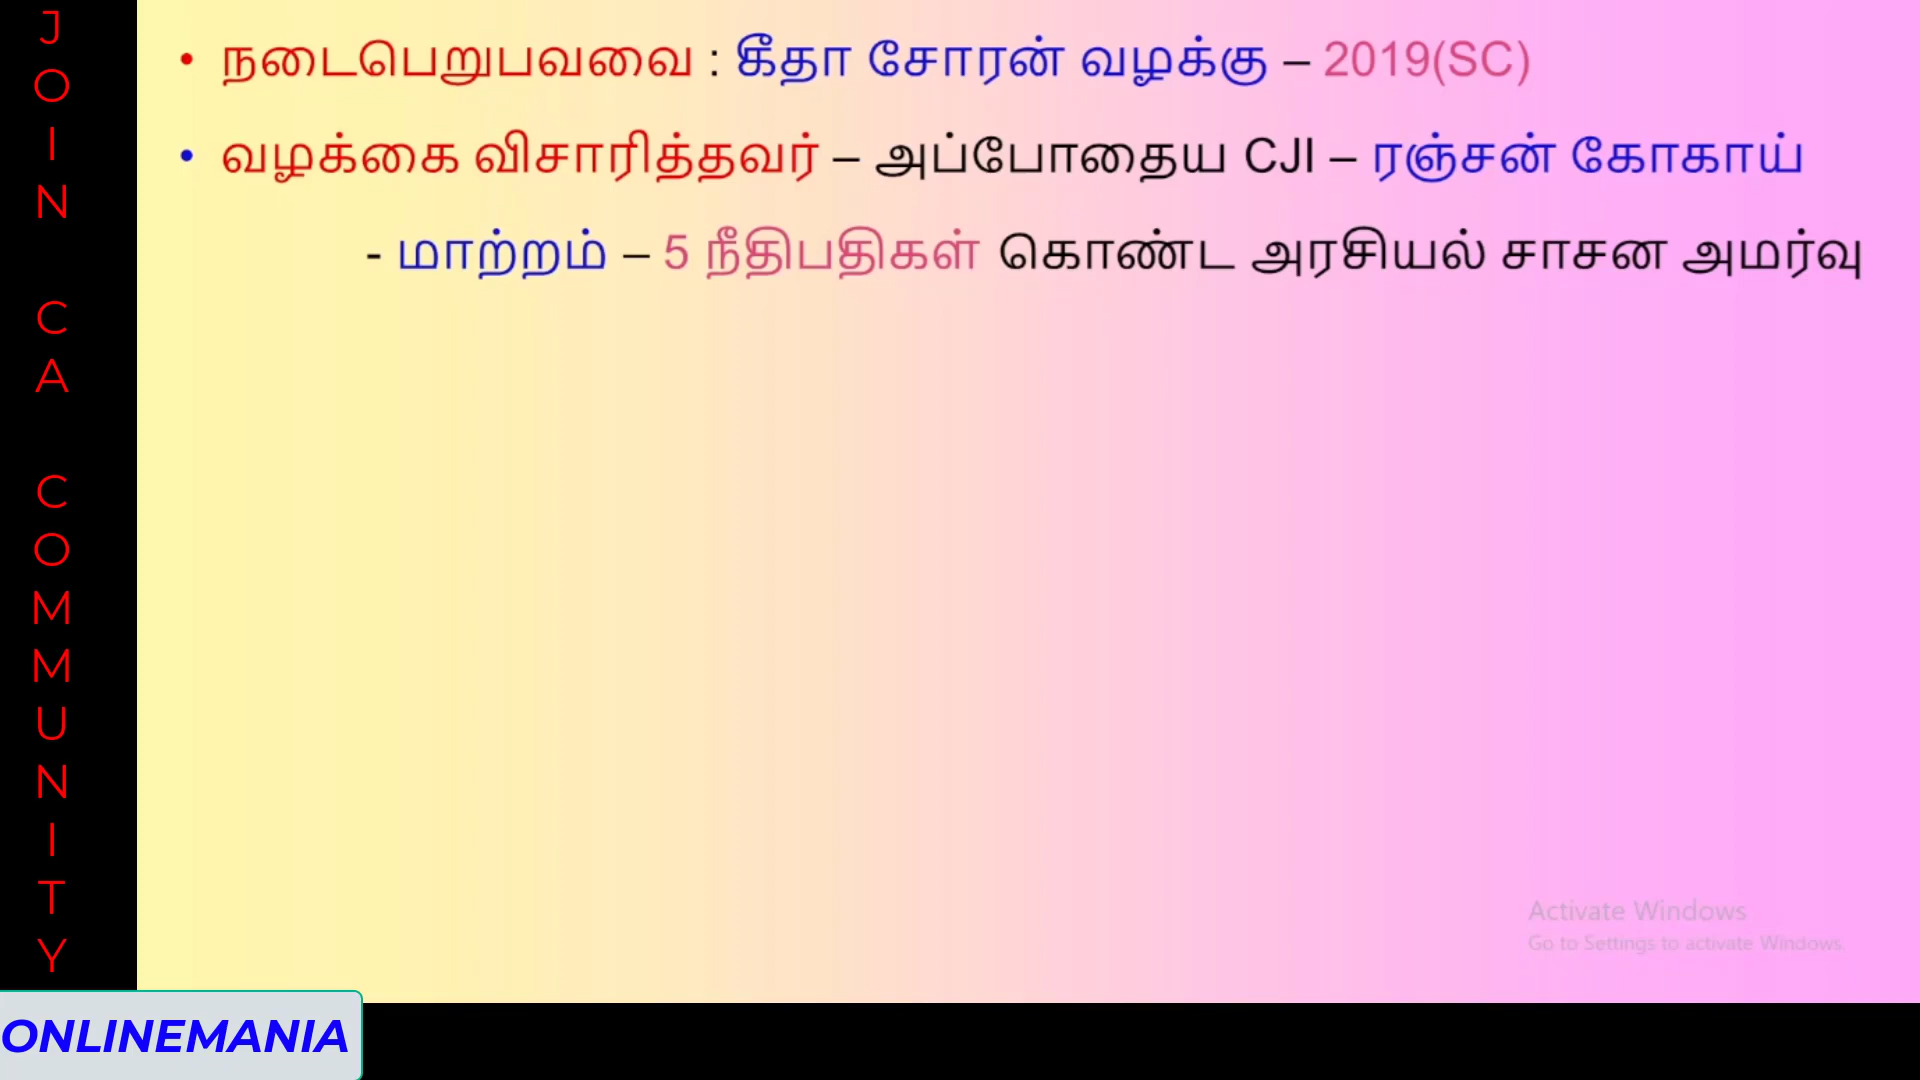 JOIN CA COMMUNITY
• நடைபெறுபவவை : கீதா சோரன் வழக்கு – 2019(SC)
• வழக்கை விசாரித்தவர் – அப்போதைய CJI – ரஞ்சன் கோகாய்
- மாற்றம் – 5 நீதிபதிகள் கொண்ட அரசியல் சாசன அமர்வு
Activate Windows
Go to Settings to activate Windows.
ONLINEMANIA